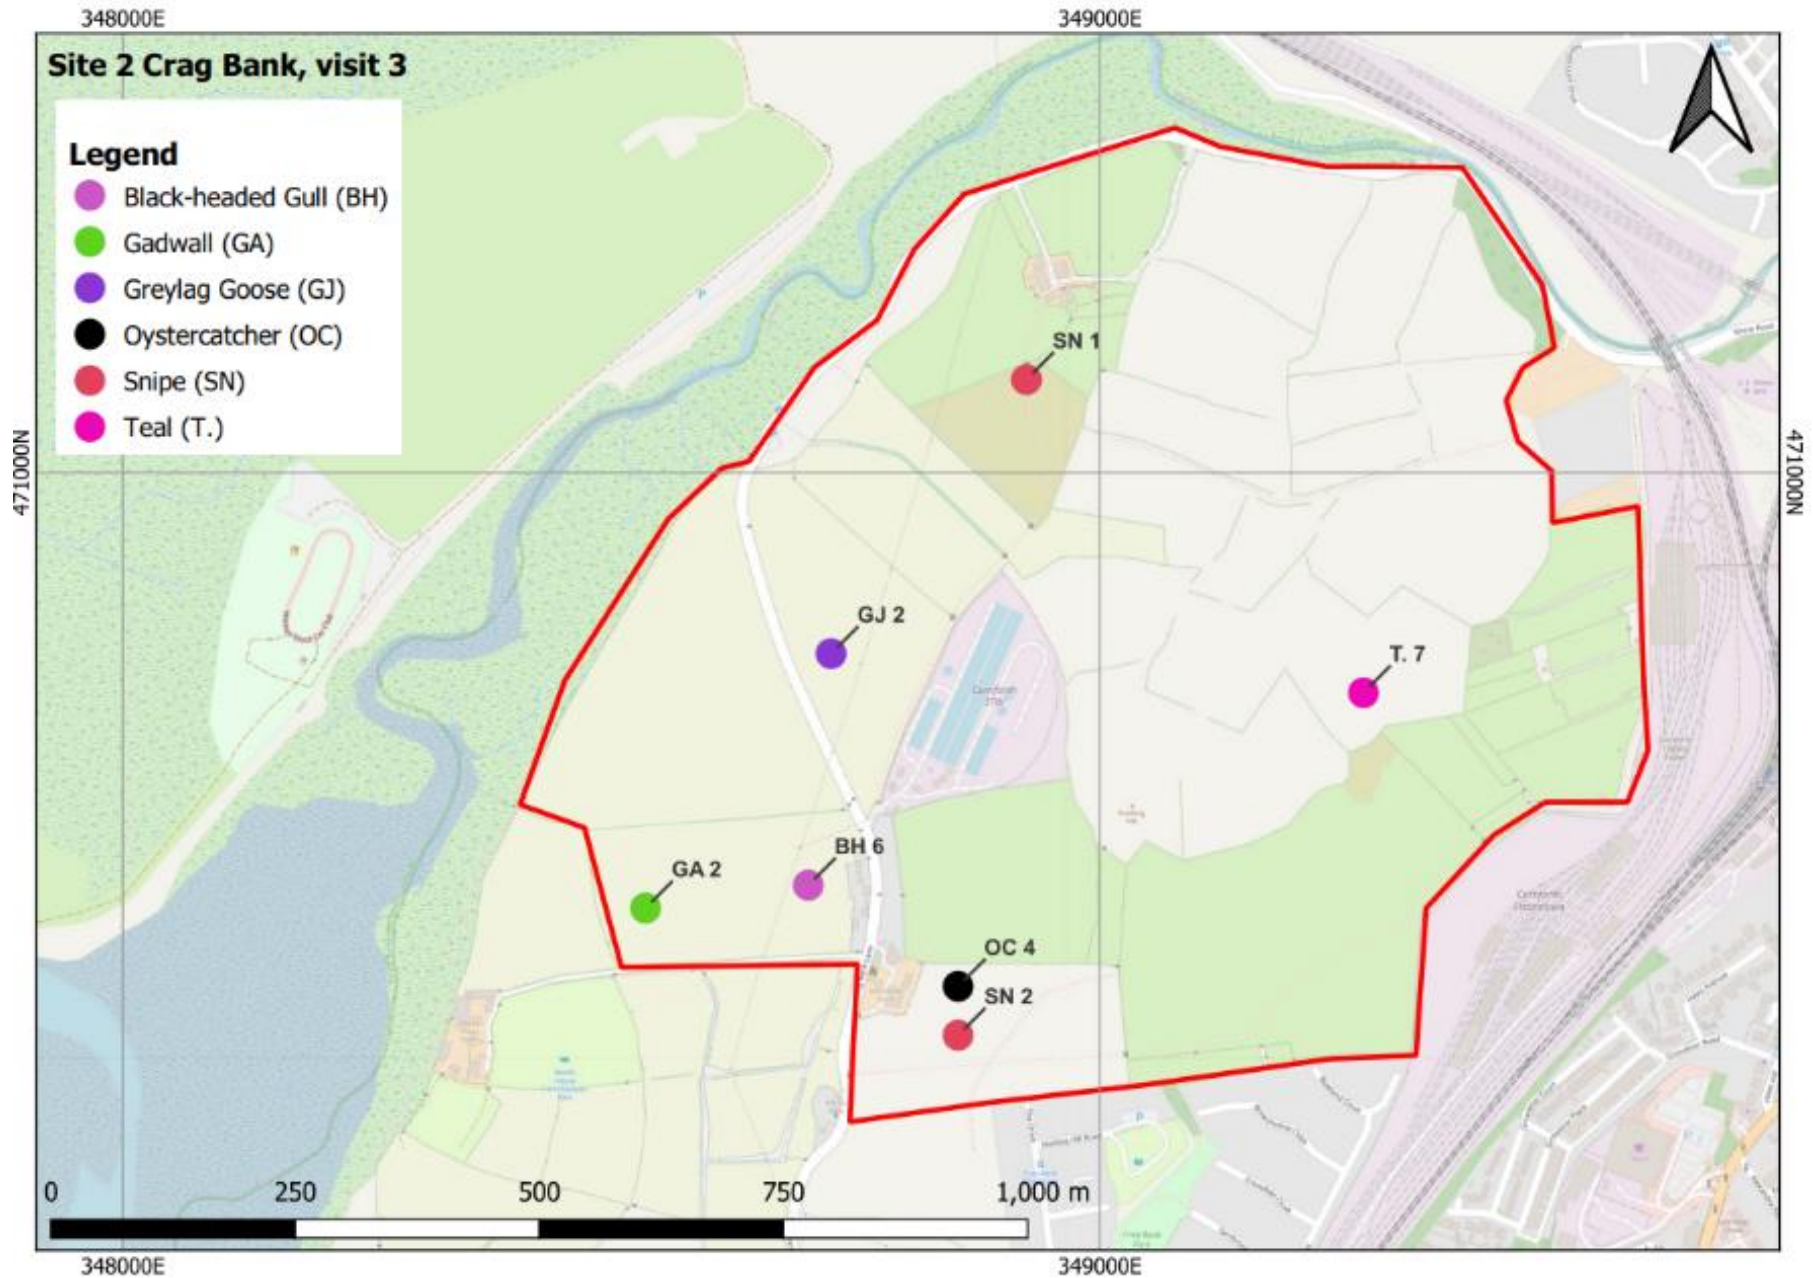 348000E
349000E
Site 2 Crag Bank, visit 3
Legend
Black-headed Gull (BH)
Gadwall (GA)
Greylag Goose (GJ)
Oystercatcher (OC)
Snipe (SN)
Teal (T.)
471000N
471000N
SN 1
GJ 2
T. 7
BH 6
GA 2
OC 4
SN 2
0
250
500
750
1,000 m
348000E
349000E